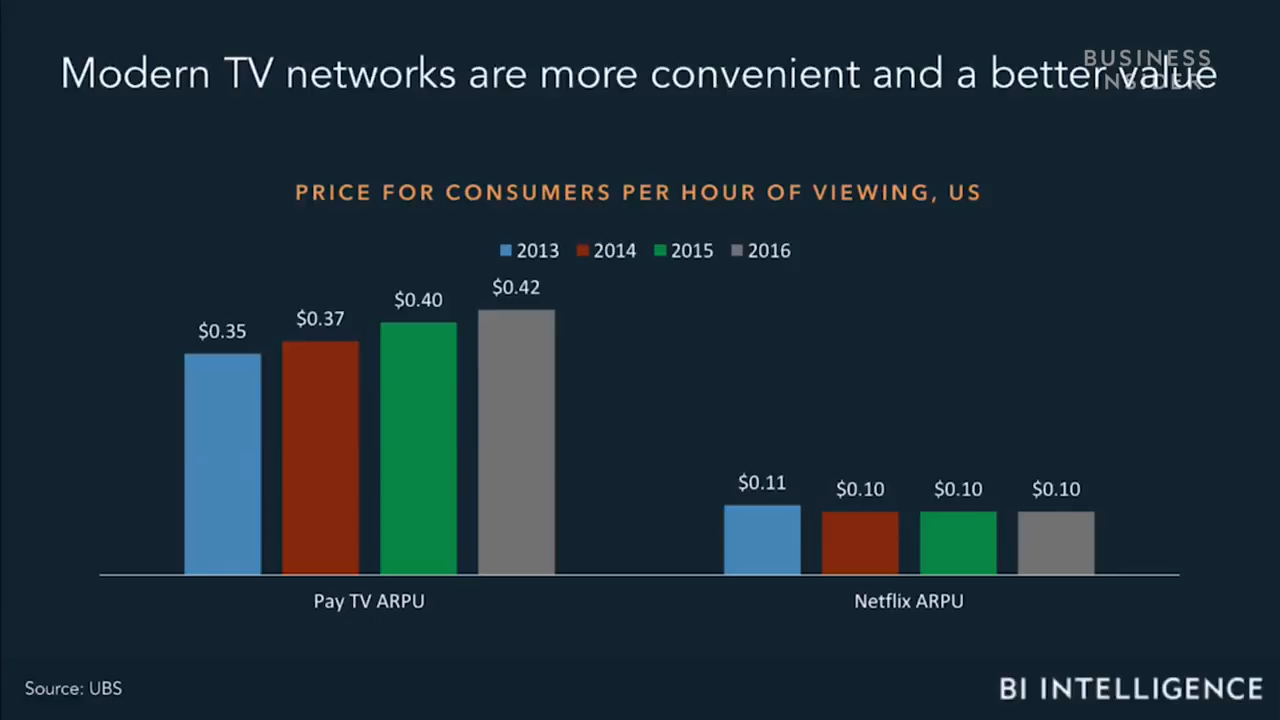 Modern TV networks are more convenient and a better value
BUSINESS
INSIDER
PRICE FOR CONSUMERS PER HOUR OF VIEWING, US
2013 2014 2015 2016
$0.35 $0.37 $0.40 $0.42
$0.11 $0.10 $0.10 $0.10
Pay TV ARPU Netflix ARPU
Source: UBS
BI INTELLIGENCE